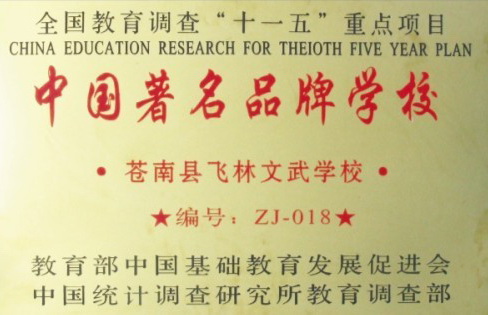 全国教育调查“十一五”重点项目
CHINA EDUCATION RESEARCH FOR THEIOTH FIVE YEAR PLAN
中国著名品牌学校
·苍南县飞林文武学校·
★编号：ZJ-018★
教育部中国基础教育发展促进会
中国统计调查研究所教育调查部